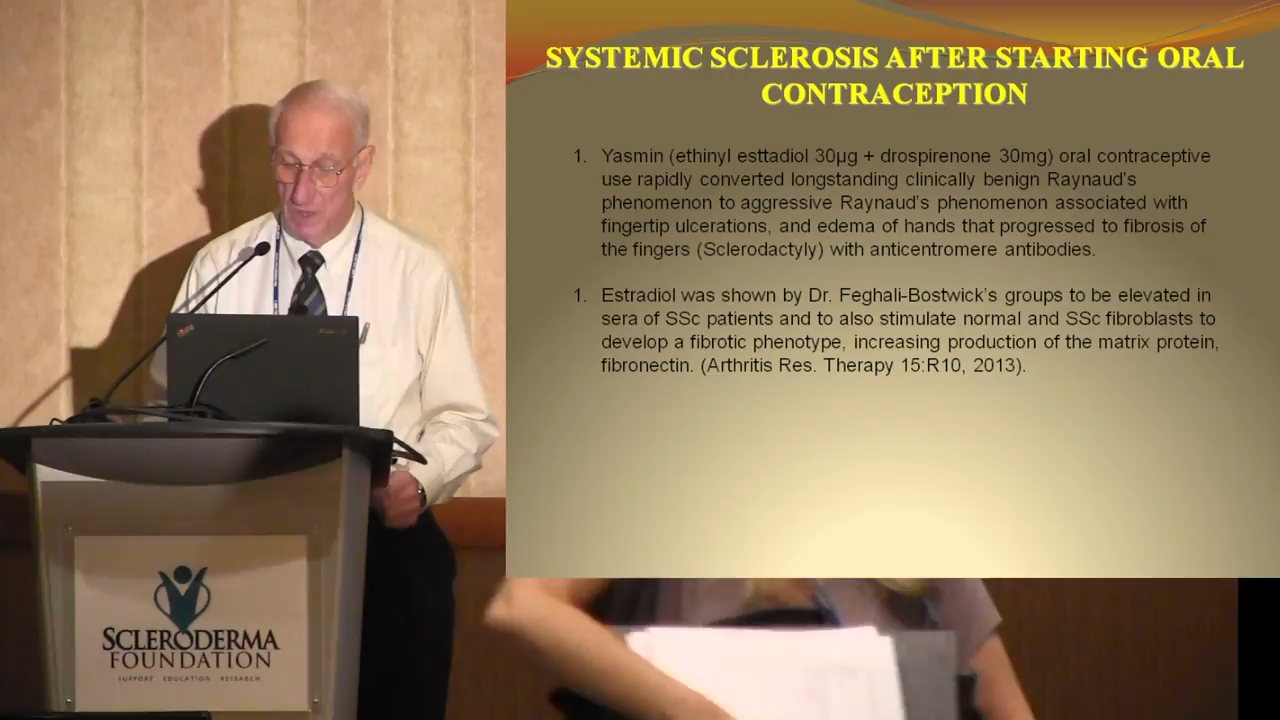 SYSTEMIC SCLEROSIS AFTER STARTING ORAL
CONTRACEPTION
1. Yasmin (ethinyl esttadiol 30µg + drospirenone 30mg) oral contraceptive
use rapidly converted longstanding clinically benign Raynaud's
phenomenon to aggressive Raynaud's phenomenon associated with
fingertip ulcerations, and edema of hands that progressed to fibrosis of
the fingers (Sclerodactyly) with anticentromere antibodies.
1. Estradiol was shown by Dr. Feghali-Bostwick's groups to be elevated in
sera of SSc patients and to also stimulate normal and SSc fibroblasts to
develop a fibrotic phenotype, increasing production of the matrix protein,
fibronectin. (Arthritis Res. Therapy 15:R10, 2013).
SCLERODERMA
FOUNDATION
SUPPORT EDUCATION RESEARCH